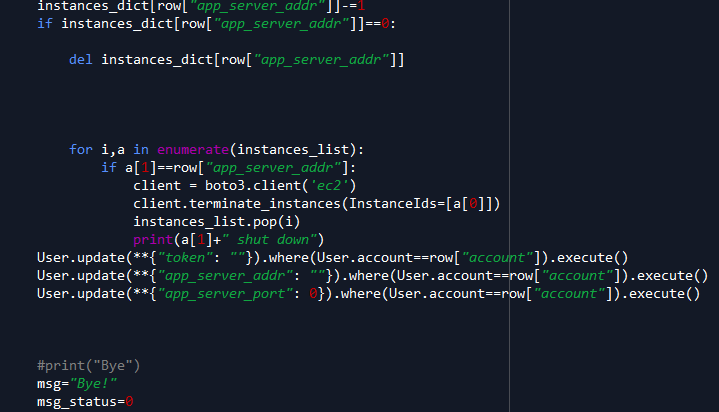 instances_dict[row["app_server_addr"]]-=1
if instances_dict[row["app_server_addr"]]==0:
del instances_dict[row["app_server_addr"]]
for i,a in enumerate(instances_list):
if a[1]==row["app_server_addr"]:
client = boto3.client('ec2')
client.terminate_instances(InstanceIds=[a[0]])
instances_list.pop(i)
print(a[1]+" shut down")
User.update(**{"token": ""}).where(User.account==row["account"]).execute()
User.update(**{"app_server_addr": ""}).where(User.account==row["account"]).execute()
User.update(**{"app_server_port": 0}).where(User.account==row["account"]).execute()
#print("Bye")
msg="Bye!"
msg_status=0